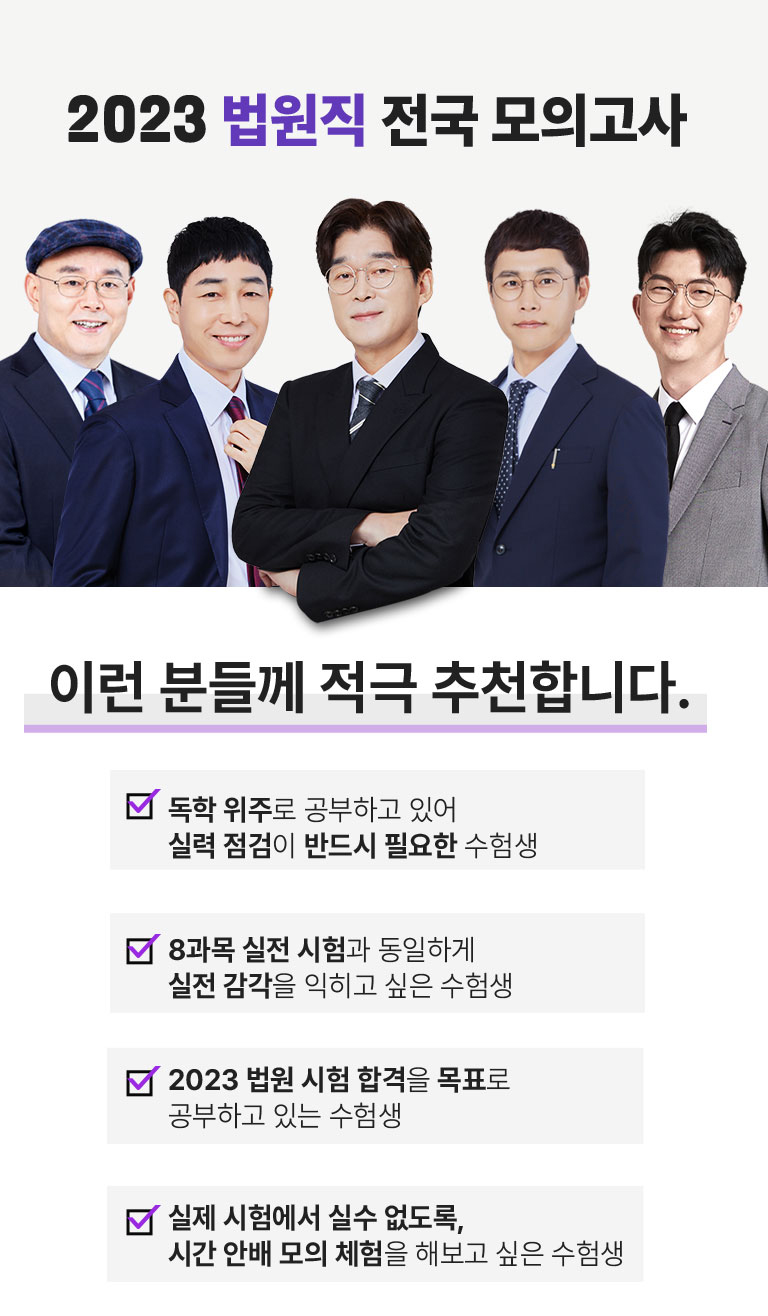 2023 법원직 전국 모의고사
이런 분들께 적극 추천합니다.
독학 위주로 공부하고 있어
실력 점검이 반드시 필요한 수험생
8과목 실전 시험과 동일하게
실전 감각을 익히고 싶은 수험생
2023 법원 시험 합격을 목표로
공부하고 있는 수험생
실제 시험에서 실수 없도록,
시간 안배 모의 체험을 해보고 싶은 수험생